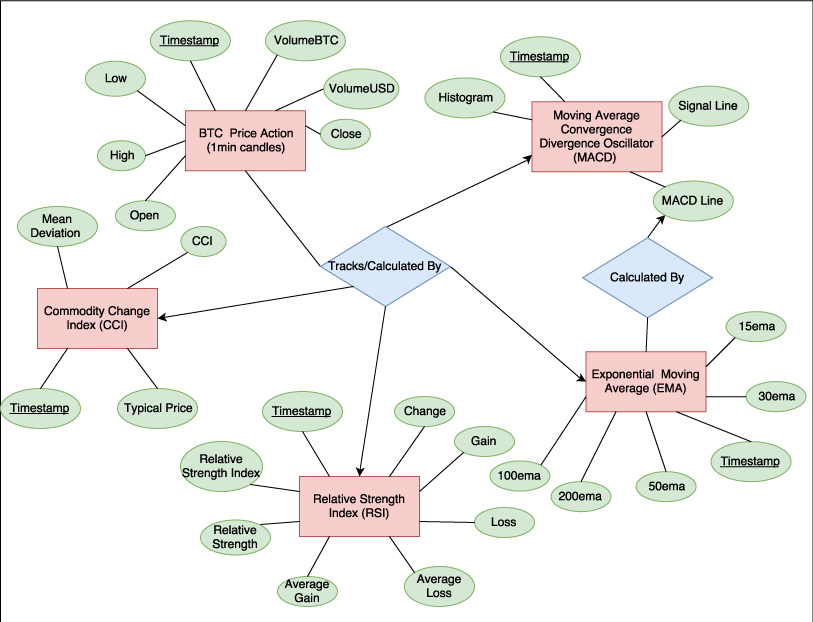 Timestamp
VolumeBTC
Low
VolumeUSD
BTC Price Action
(1min candles)
Close
High
Open
Timestamp
Histogram
Signal Line
Moving Average
Convergence
Divergence Oscillator
(MACD)
MACD Line
Mean
Deviation
CCI
Tracks/Calculated By
Calculated By
Commodity Change
Index (CCI)
Timestamp
Typical Price
15ema
Exponential Moving
Average (EMA)
30ema
Timestamp
100ema
200ema
50ema
Timestamp
Change
Gain
Relative
Strength Index
Relative Strength
Index (RSI)
Loss
Relative
Strength
Average
Gain
Average
Loss